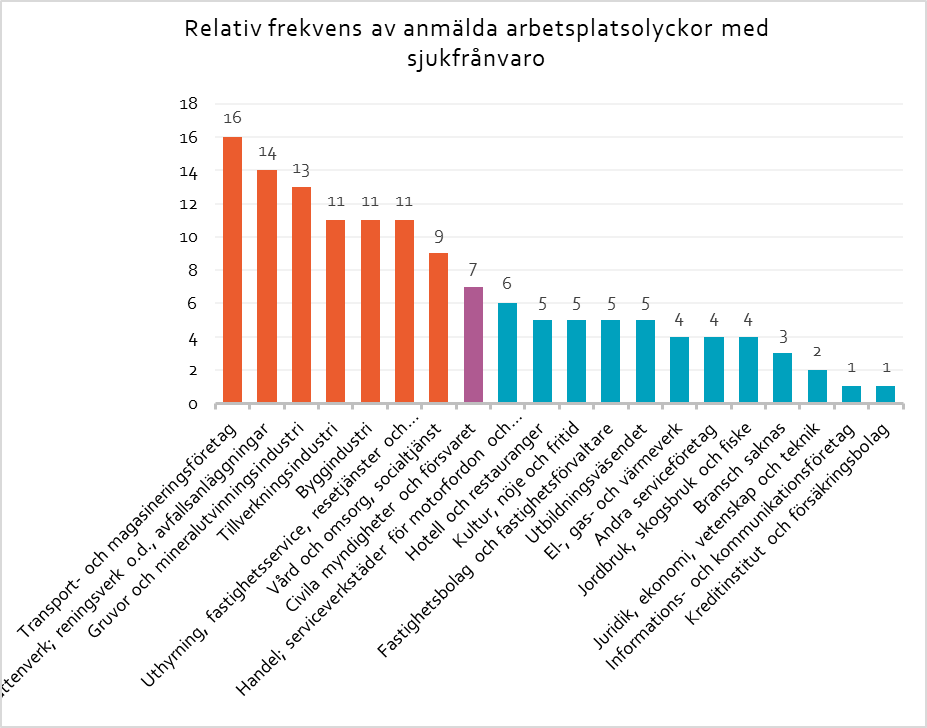 Relativ frekvens av anmälda arbetsplatsolyckor med
sjukfrånvaro
18
16
14
12
10
8
6
4
2
0
16
14
13
11
11
11
9
7
6
5
5
5
5
4
4
4
3
2
1
1
Transport- och magasineringsföretag
reningsverk o.d., avfallsanläggningar
Gruvor och mineralutvinningsindustri
Tillverkningsindustri
Byggindustri
Uthyrning, fastighetsservice, resetjänster och...
Vård och omsorg, socialtjänst
Civila myndigheter och försvaret
Handel; serviceverkstäder för motorfordon och...
Hotell och restauranger
Kultur, nöje och fritid
Fastighetsbolag och fastighetsförvaltare
Utbildningsväsendet
El-, gas- och värmeverk
Andra serviceföretag
Jordbruk, skogsbruk och fiske
Bransch saknas
Juridik, ekonomi, vetenskap och teknik
Informations- och kommunikationsföretag
Kreditinstitut och försäkringsbolag